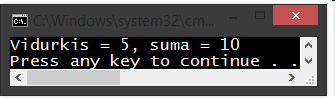 C:\Windows\system32\cm...
Vidurkis = 5, suma = 10
Press any key to continue . .